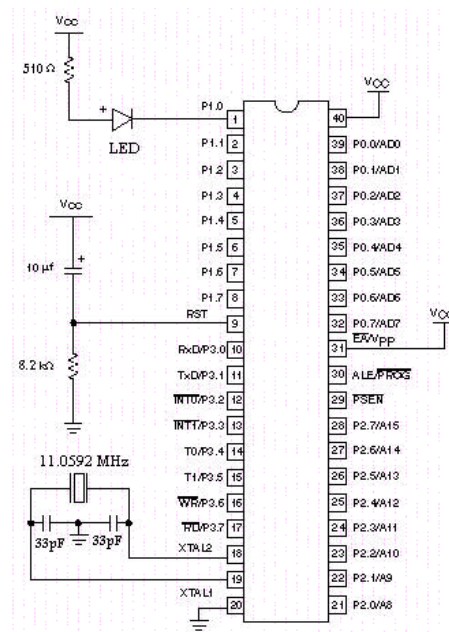 VCC
510 Ω
+
LED
VCC
10 µf
+
8.2 kΩ
11.0592 MHz
33pF
33pF
P1.0 1
P1.1 2
P1.2 3
P1.3 4
P1.4 5
P1.5 6
P1.6 7
P1.7 8
RST 9
RxD/P3.0 10
TxD/P3.1 11
INT0/P3.2 12
INT1/P3.3 13
T0/P3.4 14
T1/P3.5 15
WR/P3.6 16
RD/P3.7 17
XTAL2 18
19
XTAL1 20
VCC
40
39 P0.0/AD0
38 P0.1/AD1
37 P0.2/AD2
36 P0.3/AD3
35 P0.4/AD4
34 P0.5/AD5
33 P0.6/AD6
32 P0.7/AD7
VCC
31 EA/VPP
30 ALE/PROG
29 PSEN
28 P2.7/A15
27 P2.6/A14
26 P2.5/A13
25 P2.4/A12
24 P2.3/A11
23 P2.2/A10
22 P2.1/A9
21 P2.0/A8